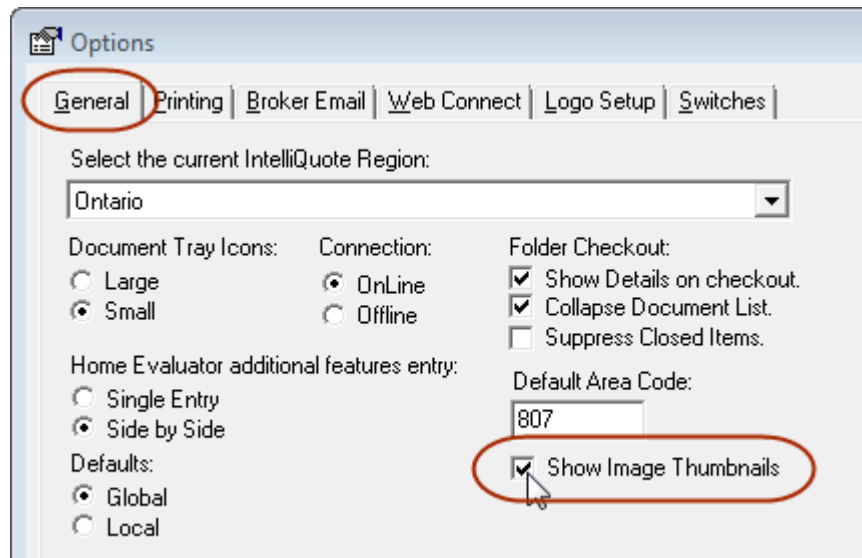 Options
General Printing Broker Email Web Connect Logo Setup Switches
Select the current IntelliQuote Region:
Ontario
Document Tray Icons:
Large
Small
Connection:
OnLine
Offline
Folder Checkout:
Show Details on checkout.
Collapse Document List.
Suppress Closed Items.
Home Evaluator additional features entry:
Single Entry
Side by Side
Default Area Code:
807
Defaults:
Global
Local
Show Image Thumbnails